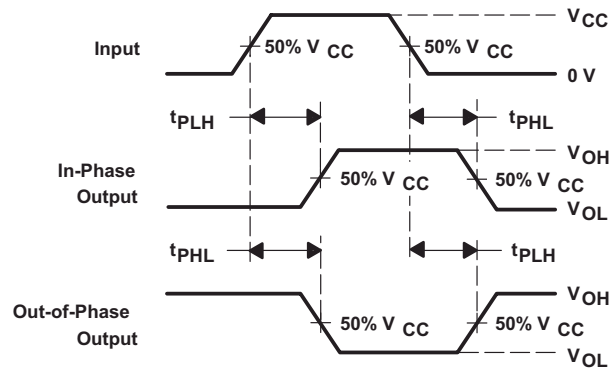 Input
50% VCC
50% VCC
VCC
0 V
tPLH
tPHL
In-Phase
Output
50% VCC
50% VCC
VOH
VOL
tPHL
tPLH
Out-of-Phase
Output
50% VCC
50% VCC
VOH
VOL